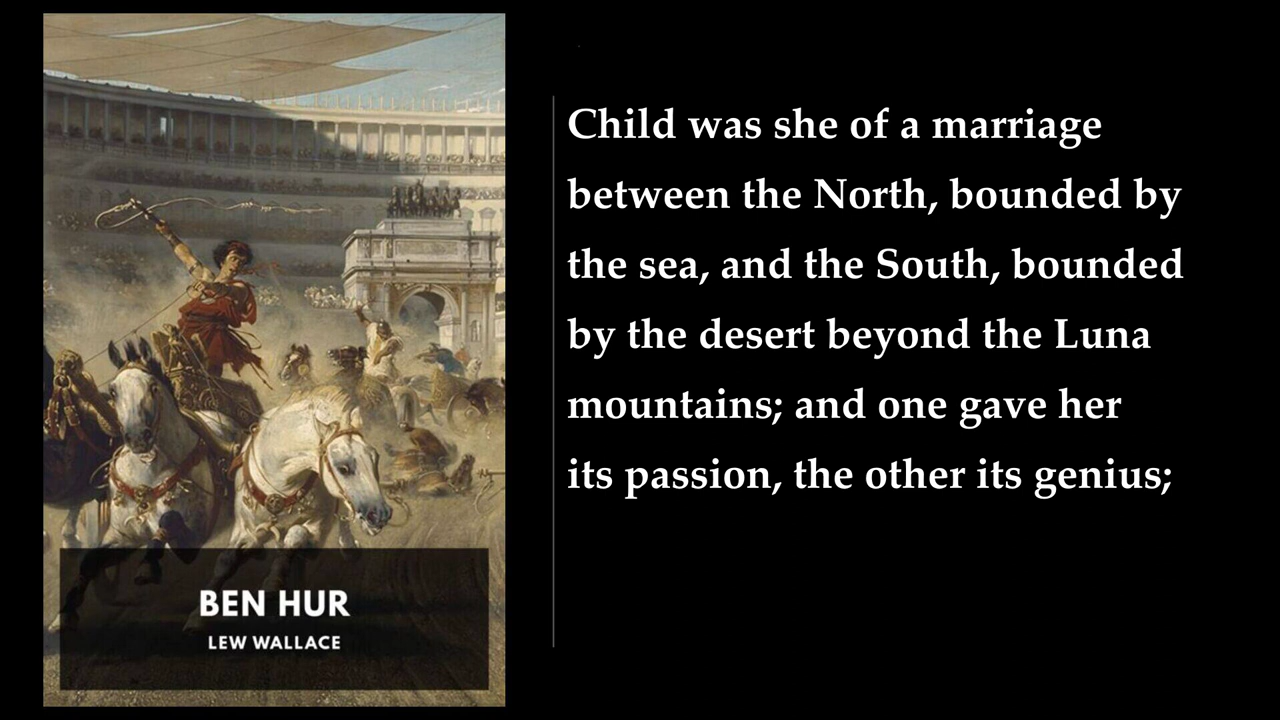 Child was she of a marriage
between the North, bounded by
the sea, and the South, bounded
by the desert beyond the Luna
mountains; and one gave her
its passion, the other its genius;
BEN HUR
LEW WALLACE